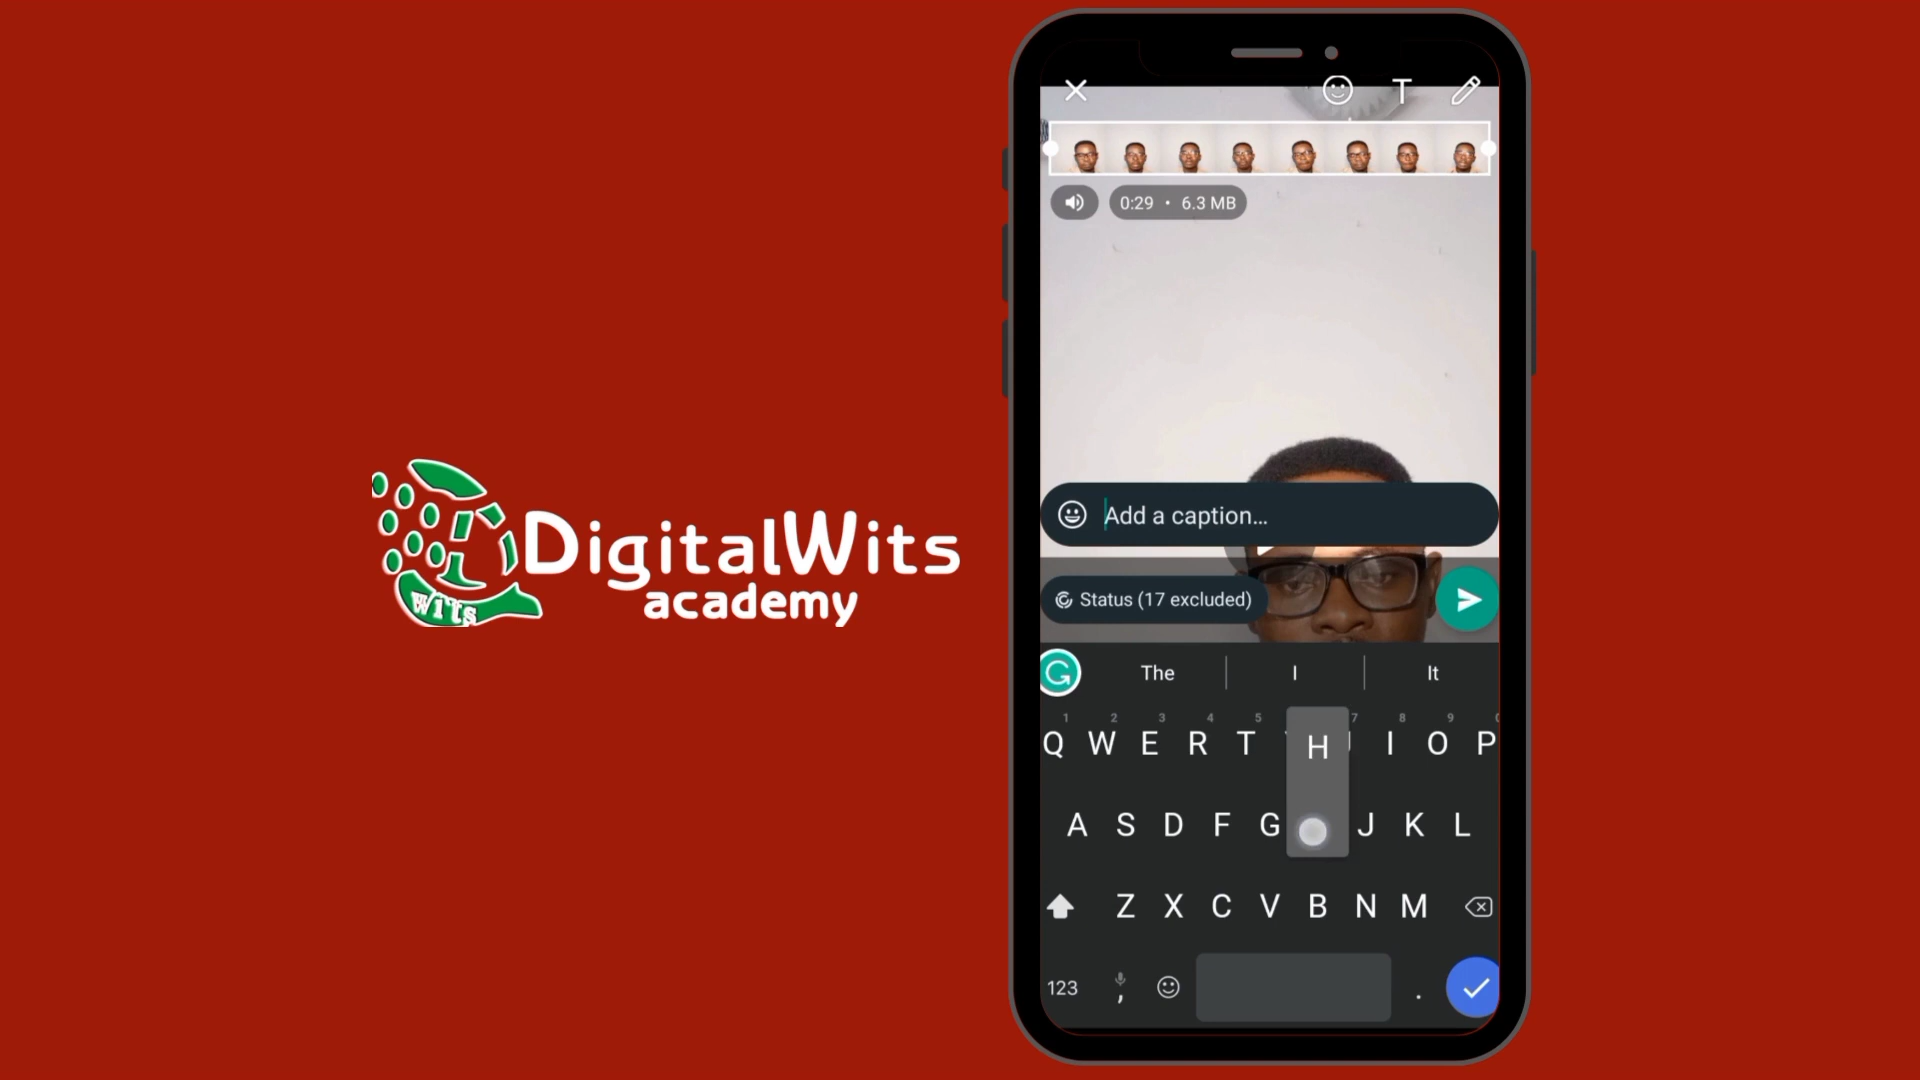 DigitalWits
academy
wits
T
0:29 • 6.3 MB
Add a caption...
Status (17 excluded)
The I It
1 2 3 4 5 7 8 9
Q W E R T H I O P
A S D F G J K L
Z X C V B N M
123 , .